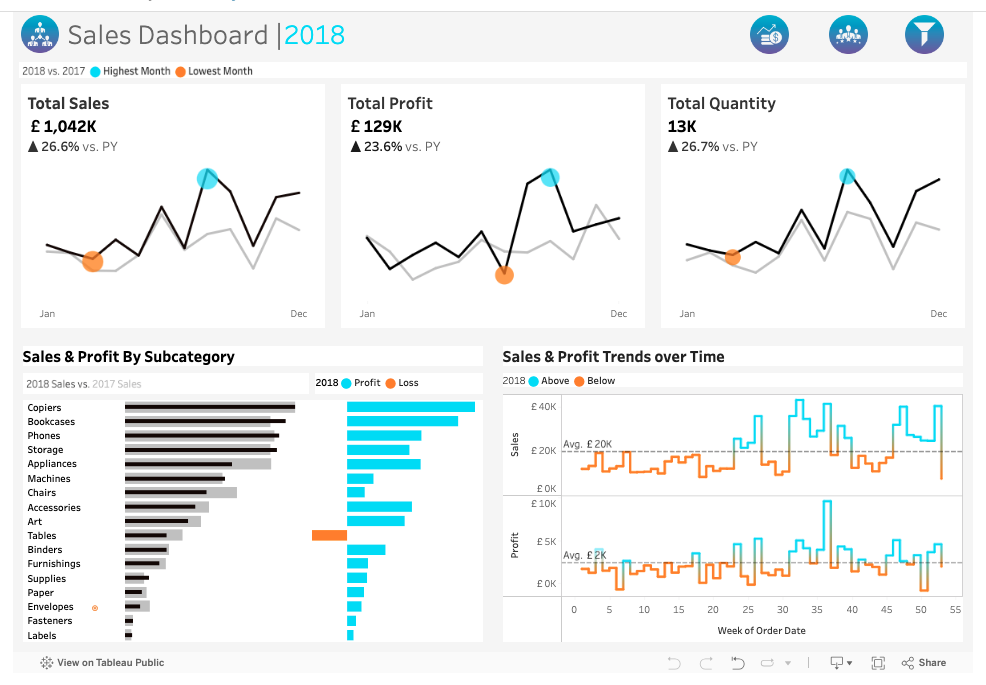 Sales Dashboard |2018
2018 vs. 2017 Highest Month Lowest Month
Total Sales
£ 1,042K
▲ 26.6% vs. PY
Jan Dec
Total Profit
£ 129K
▲ 23.6% vs. PY
Jan Dec
Total Quantity
13K
▲ 26.7% vs. PY
Jan Dec
Sales & Profit By Subcategory
2018 Sales vs. 2017 Sales
2018 Profit Loss
Copiers
Bookcases
Phones
Storage
Appliances
Machines
Chairs
Accessories
Art
Tables
Binders
Furnishings
Supplies
Paper
Envelopes
Fasteners
Labels
Sales & Profit Trends over Time
2018 Above Below
Sales
£ 40K
Avg. £ 20K
£ 20K
£ 0K
Profit
£ 10K
£ 5K
Avg. £ 2K
£ 0K
0 5 10 15 20 25 30 35 40 45 50 55
Week of Order Date
View on Tableau Public
Share